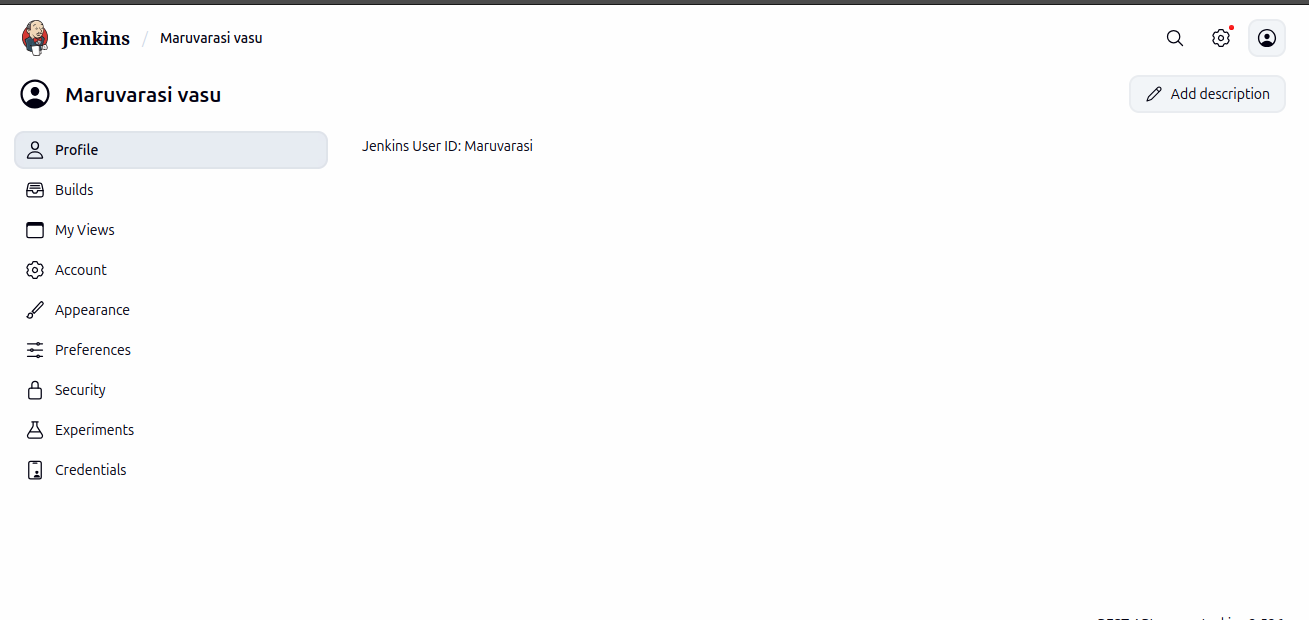 Jenkins / Maruvarasi vasu
Maruvarasi vasu
Add description
Profile
Jenkins User ID: Maruvarasi
Builds
My Views
Account
Appearance
Preferences
Security
Experiments
Credentials